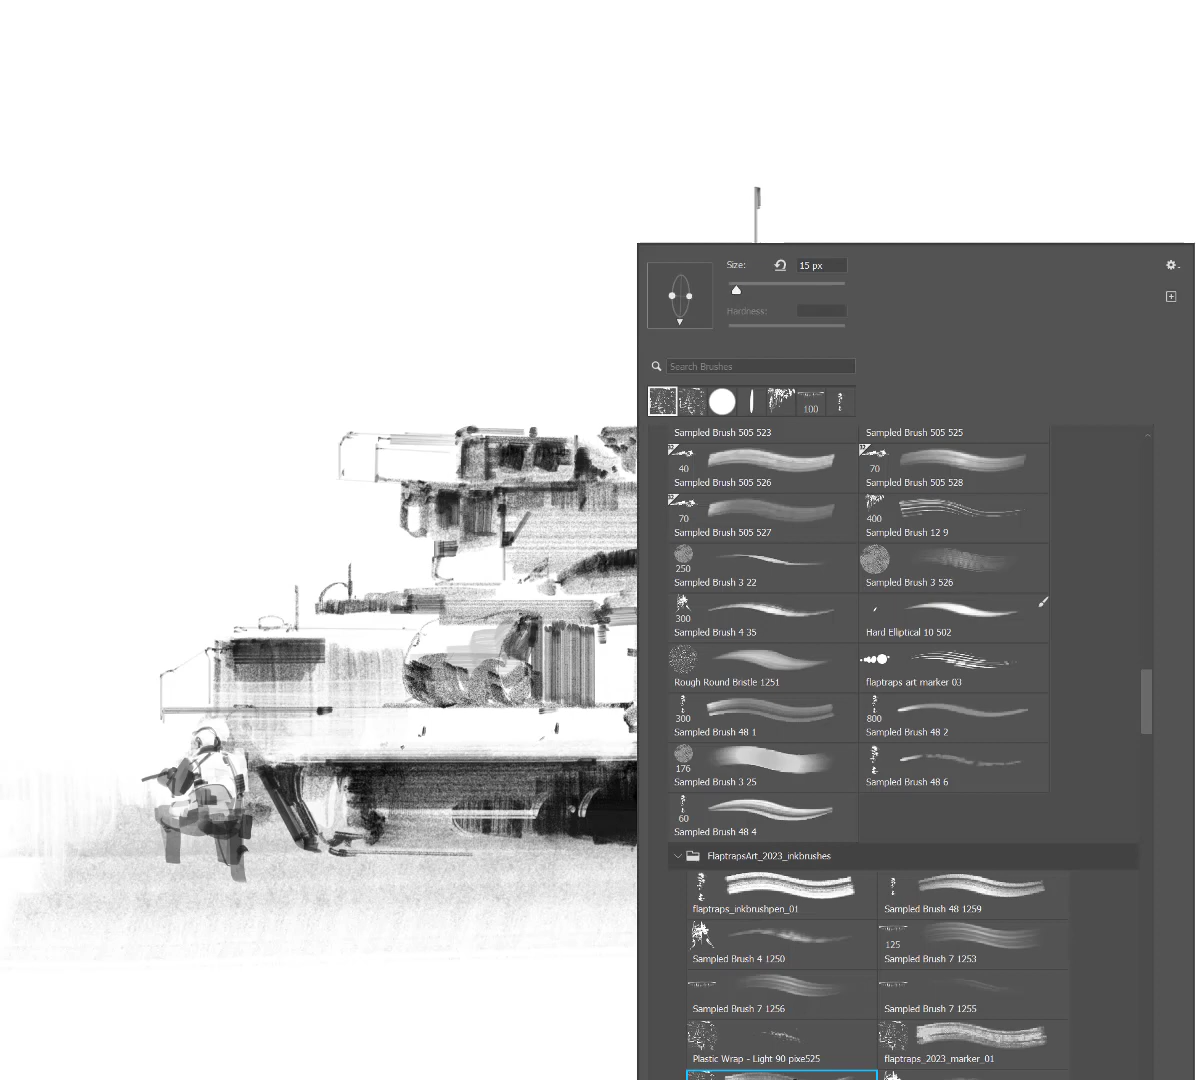 Size:
15 px
Hardness:
Search Brushes
100
Sampled Brush 505 523
Sampled Brush 505 525
40
70
Sampled Brush 505 526
Sampled Brush 505 528
70
400
Sampled Brush 505 527
Sampled Brush 12 9
250
Sampled Brush 3 22
Sampled Brush 3 526
300
Sampled Brush 4 35
Hard Elliptical 10 502
Rough Round Bristle 1251
flaptraps art marker 03
300
800
Sampled Brush 48 1
Sampled Brush 48 2
176
Sampled Brush 3 25
Sampled Brush 48 6
60
Sampled Brush 48 4
FlaptrapsArt_2023_inkbrushes
flaptraps_inkbrushpen_01
Sampled Brush 48 1259
125
Sampled Brush 4 1250
Sampled Brush 7 1253
Sampled Brush 7 1256
Sampled Brush 7 1255
Plastic Wrap - Light 90 pixe525
flaptraps_2023_marker_01